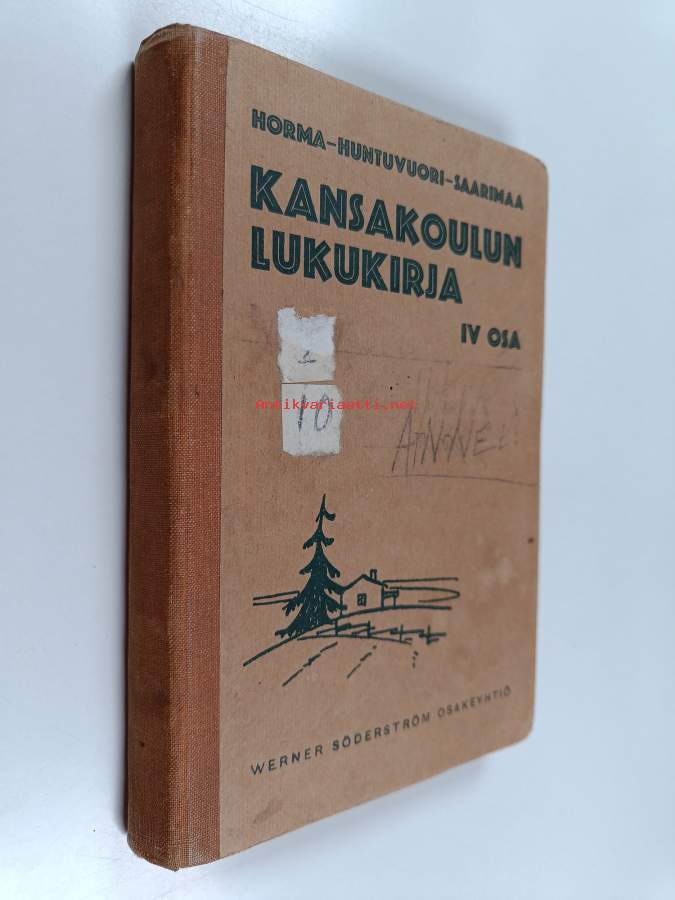 HORMA-HUNTUVUORI-SAARIMAA
KANSAKOULUN
LUKUKIRJA
IV OSA
Antikvariaatti.net
10
WERNER SÖDERSTRÖM OSAKEYHTIÖ